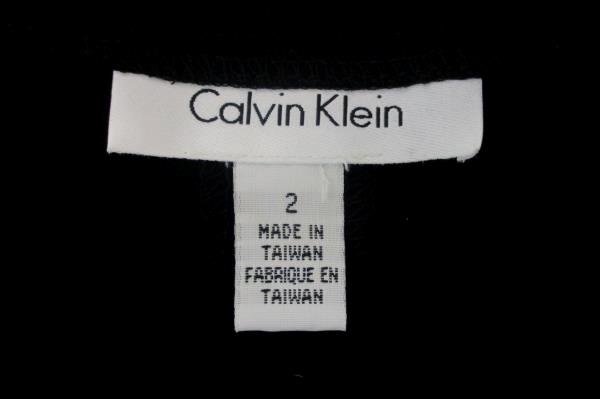 Calvin Klein
2
MADE IN
TAIWAN
FABRIQUE EN
TAIWAN